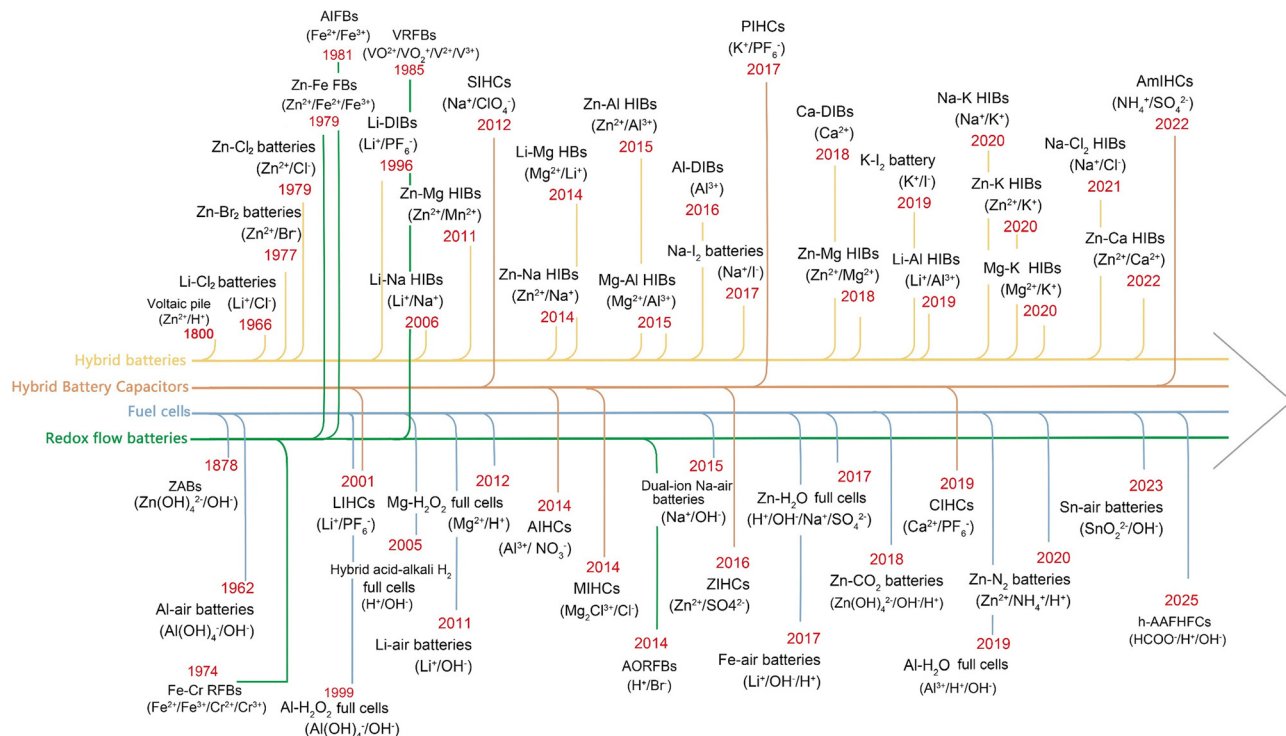 AIFBs
(Fe²⁺/Fe³⁺)
1981
Zn-Fe FBs
(Zn²⁺/Fe²⁺/Fe³⁺)
1979
VRFBs
(VO²⁺/VO₂⁺/V²⁺/V³⁺)
1985
Li-DIBs
(Li⁺/PF₆⁻)
1996
SIHCs
(Na⁺/ClO₄⁻)
2012
PIHCs
(K⁺/PF₆⁻)
2017
AmIHCs
(NH₄⁺/SO₄²⁻)
2022
Zn-Cl₂ batteries
(Zn²⁺/Cl⁻)
1979
Zn-Br₂ batteries
(Zn²⁺/Br⁻)
1977
Li-Cl₂ batteries
(Li⁺/Cl⁻)
1966
Voltaic pile
(Zn²⁺/H⁺)
1800
Zn-Mg HIBs
(Zn²⁺/Mn²⁺)
2011
Li-Na HIBs
(Li⁺/Na⁺)
2006
Li-Mg HBs
(Mg²⁺/Li⁺)
2014
Zn-Na HIBs
(Zn²⁺/Na⁺)
2014
Zn-Al HIBs
(Zn²⁺/Al³⁺)
2015
Mg-Al HIBs
(Mg²⁺/Al³⁺)
2015
Al-DIBs
(Al³⁺)
2016
Na-I₂ batteries
(Na⁺/I⁻)
2017
Ca-DIBs
(Ca²⁺)
2018
Zn-Mg HIBs
(Zn²⁺/Mg²⁺)
2018
K-I₂ battery
(K⁺/I⁻)
2019
Li-Al HIBs
(Li⁺/Al³⁺)
2019
Na-K HIBs
(Na⁺/K⁺)
2020
Zn-K HIBs
(Zn²⁺/K⁺)
2020
Mg-K HIBs
(Mg²⁺/K⁺)
2020
Na-Cl₂ HIBs
(Na⁺/Cl⁻)
2021
Zn-Ca HIBs
(Zn²⁺/Ca²⁺)
2022
Hybrid batteries
Hybrid Battery Capacitors
Fuel cells
Redox flow batteries
1878
ZABs
(Zn(OH)₄²⁻/OH⁻)
1962
Al-air batteries
(Al(OH)₄⁻/OH⁻)
1974
Fe-Cr RFBs
(Fe²⁺/Fe³⁺/Cr²⁺/Cr³⁺)
2001
LIHCs
(Li⁺/PF₆⁻)
1999
Al-H₂O₂ full cells
(Al(OH)₄⁻/OH⁻)
2012
Mg-H₂O₂ full cells
(Mg²⁺/H⁺)
2005
Hybrid acid-alkali H₂
full cells
(H⁺/OH⁻)
2011
Li-air batteries
(Li⁺/OH⁻)
2014
AIHCs
(Al³⁺/ NO₃⁻)
2014
MIHCs
(Mg₂Cl³⁺/Cl⁻)
2014
AORFBs
(H⁺/Br⁻)
2015
Dual-ion Na-air
batteries
(Na⁺/OH⁻)
2016
ZIHCs
(Zn²⁺/SO4²⁻)
2017
Zn-H₂O full cells
(H⁺/OH⁻/Na⁺/SO₄²⁻)
2017
Fe-air batteries
(Li⁺/OH⁻/H⁺)
2018
Zn-CO₂ batteries
(Zn(OH)₄²⁻/OH⁻/H⁺)
2019
CIHCs
(Ca²⁺/PF₆⁻)
2020
Zn-N₂ batteries
(Zn²⁺/NH₄⁺/H⁺)
2019
Al-H₂O full cells
(Al³⁺/H⁺/OH⁻)
2023
Sn-air batteries
(SnO₂²⁻/OH⁻)
2025
h-AAFHFCs
(HCOO⁻/H⁺/OH⁻)